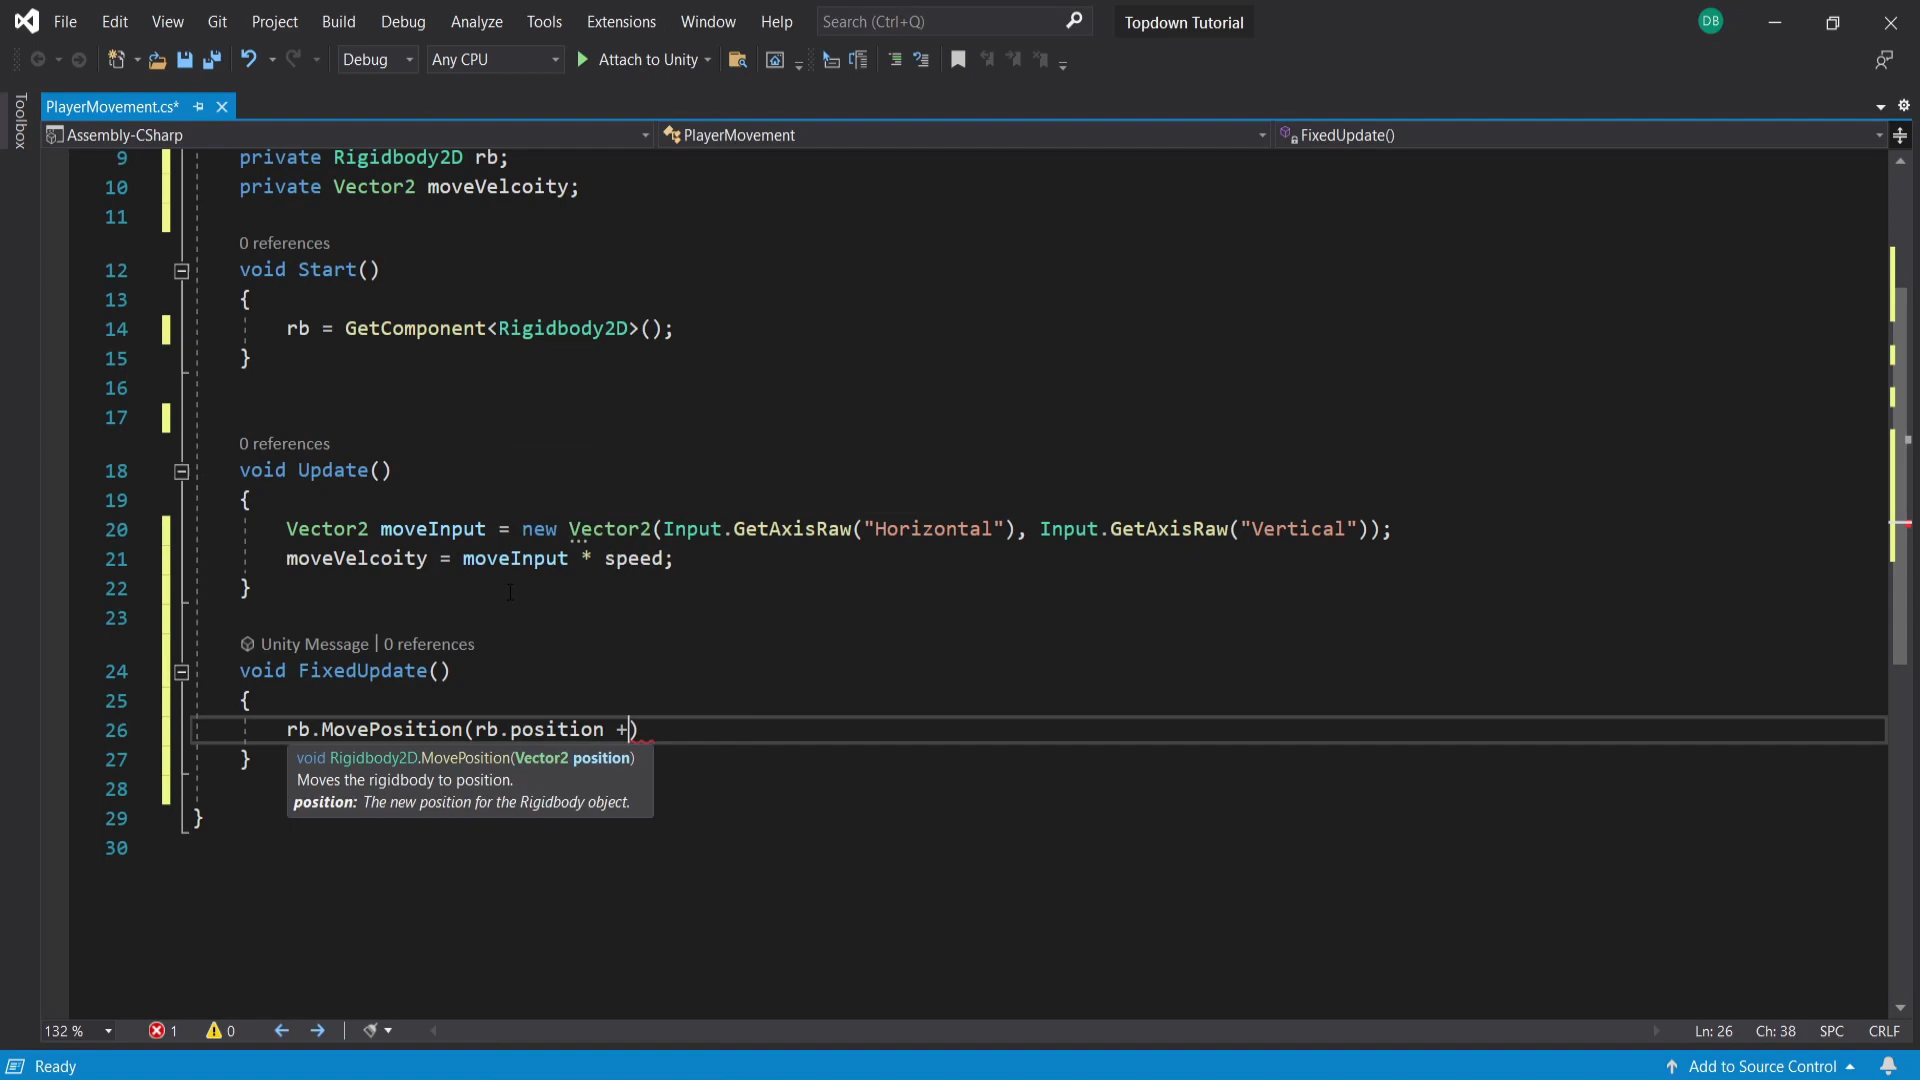 File Edit View Git Project Build Debug Analyze Tools Extensions Window Help Search (Ctrl+Q) Topdown Tutorial DB
Debug Any CPU Attach to Unity
Toolbox
PlayerMovement.cs*
Assembly-CSharp PlayerMovement FixedUpdate()
9 private Rigidbody2D rb;
10 private Vector2 moveVelcoity;
11
0 references
12 void Start()
13 {
14 rb = GetComponent<Rigidbody2D>();
15 }
16
17
0 references
18 void Update()
19 {
20 Vector2 moveInput = new Vector2(Input.GetAxisRaw("Horizontal"), Input.GetAxisRaw("Vertical"));
21 moveVelcoity = moveInput * speed;
22 }
23
Unity Message | 0 references
24 void FixedUpdate()
25 {
26 rb.MovePosition(rb.position +)
void Rigidbody2D.MovePosition(Vector2 position)
27 }
Moves the rigidbody to position.
28
position: The new position for the Rigidbody object.
29 }
30
132 % 1 0 Ln: 26 Ch: 38 SPC CRLF
Ready Add to Source Control